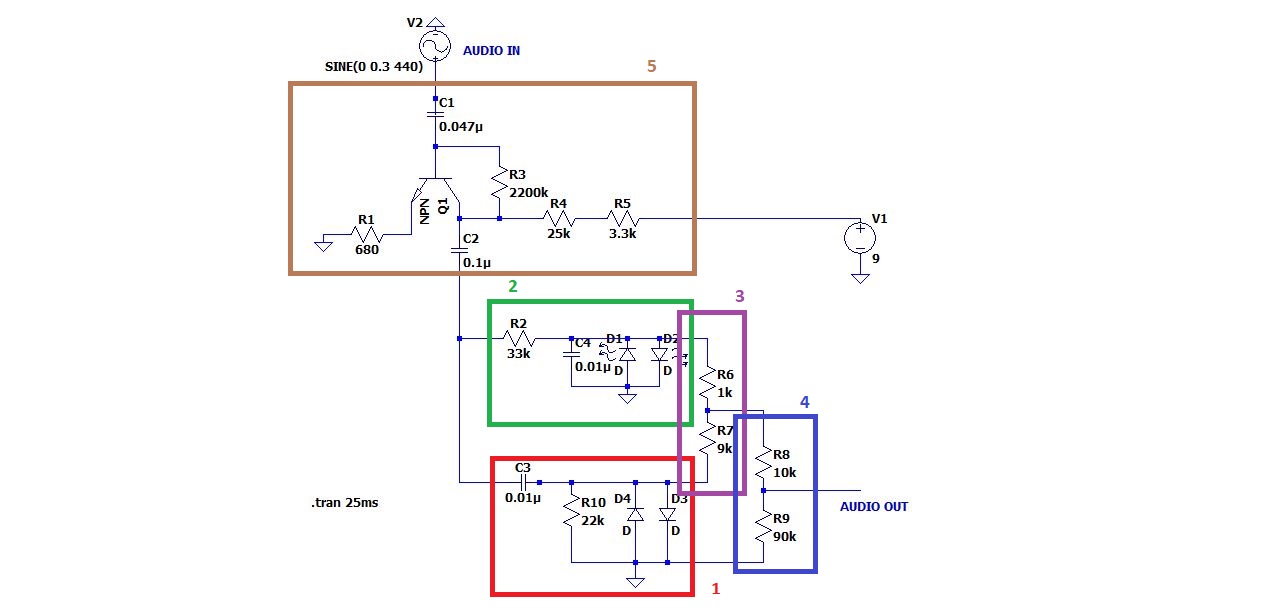 V2
AUDIO IN
SINE(0 0.3 440)
5
C1
0.047µ
R3
2200k
NPN
Q1
R4
25k
R5
3.3k
V1
9
R1
680
C2
0.1µ
2
3
R2
33k
C4
0.01µ
D1
D
D2
D
R6
1k
4
R7
9k
R8
10k
C3
0.01µ
R10
22k
D4
D
D3
D
.tran 25ms
AUDIO OUT
R9
90k
1